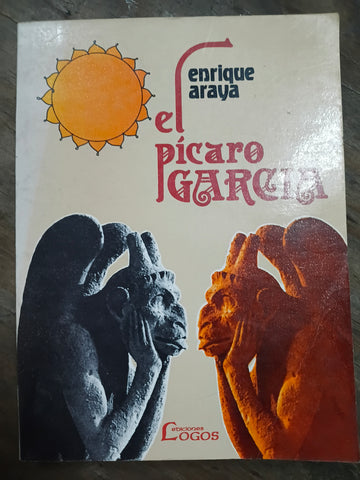 enrique
araya
el
pícaro
GARCIA
ediciones
LOGOS